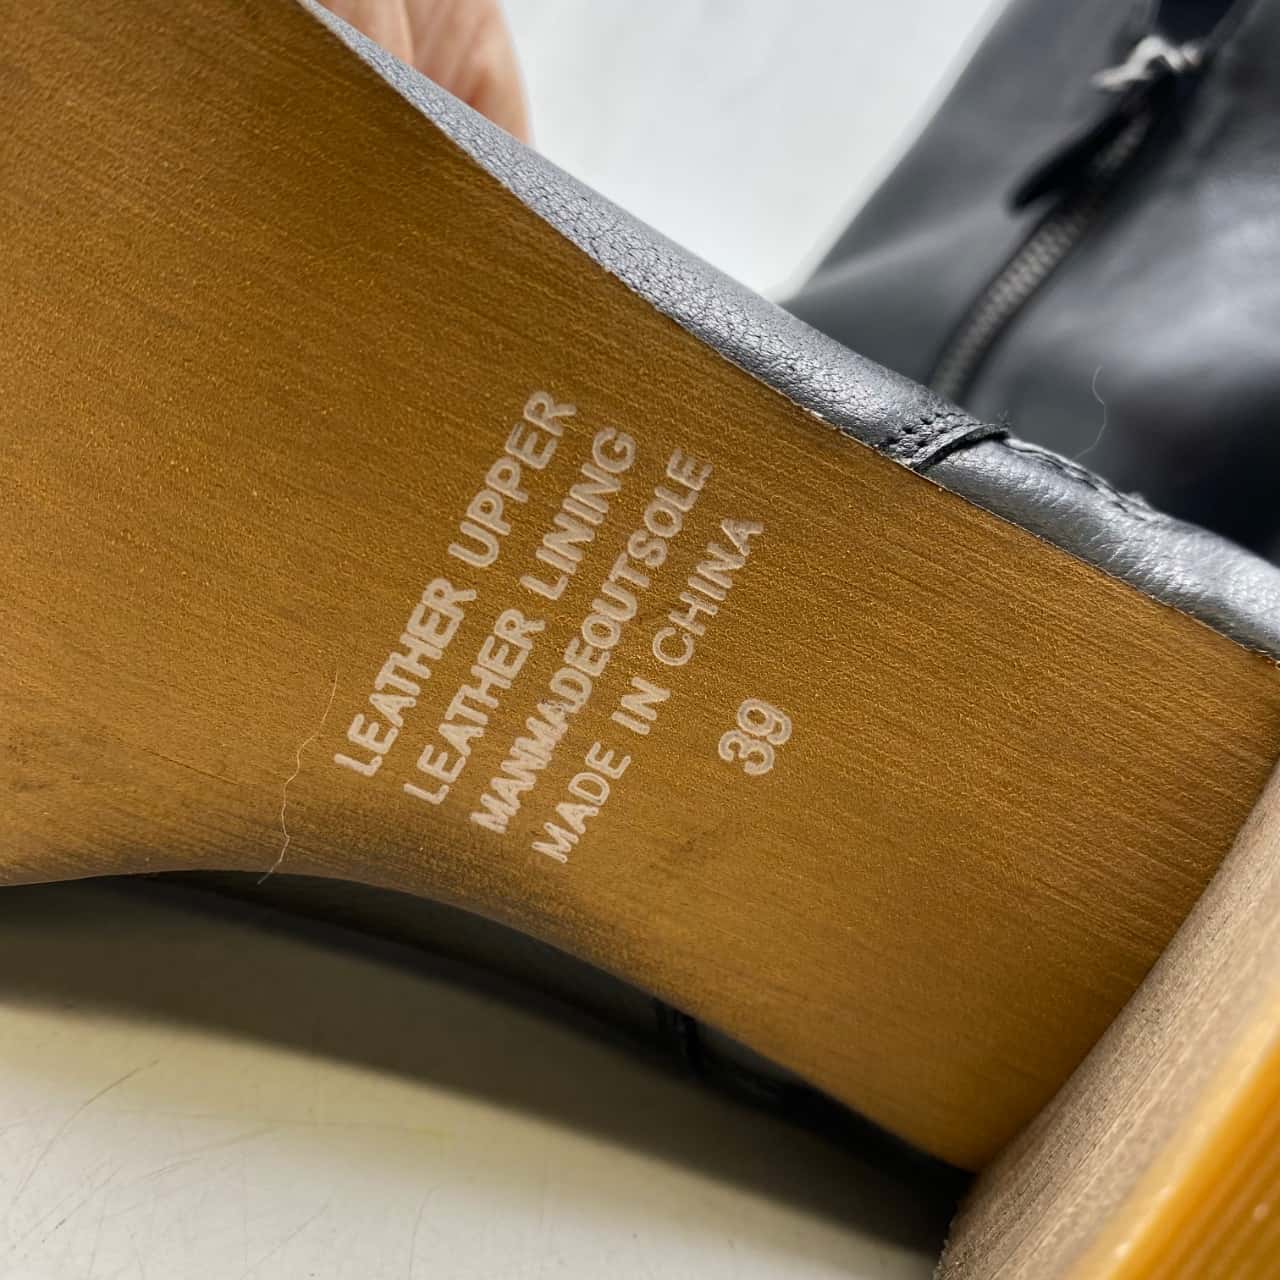 LEATHER UPPER
LEATHER LINING
MANMADEOUTSOLE
MADE IN CHINA
39